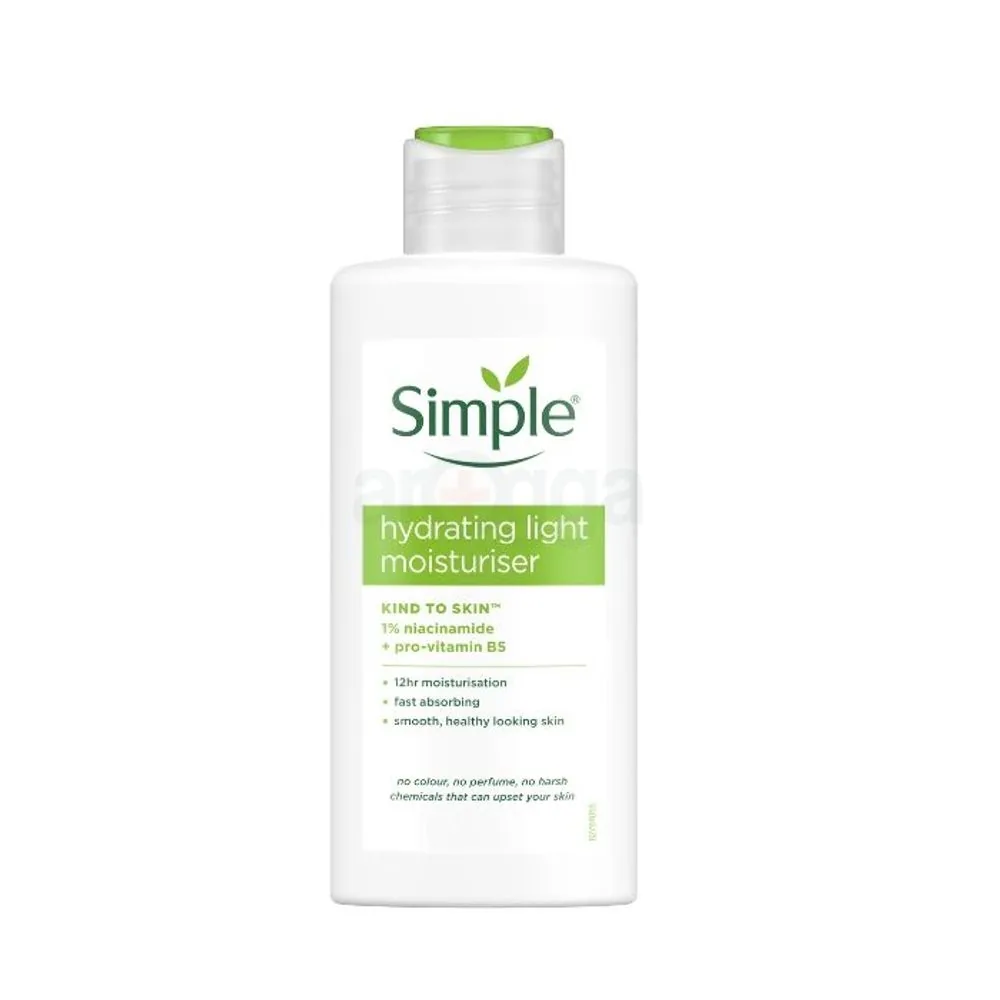 Simple®
arogga
hydrating light
moisturiser
KIND TO SKIN™
1% niacinamide
+ pro-vitamin B5
• 12hr moisturisation
• fast absorbing
• smooth, healthy looking skin
no colour, no perfume, no harsh
chemicals that can upset your skin